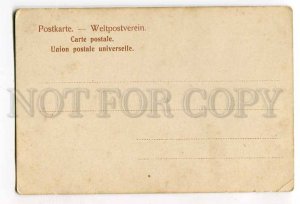 Postkarte. — Weltpostverein.
Carte postale.
Union postale universelle.
NOT FOR COPY